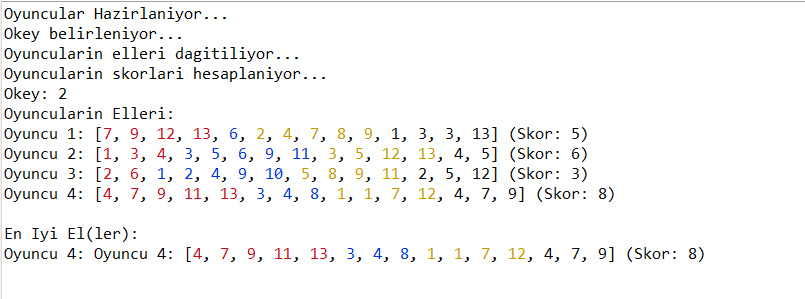 Oyuncular Hazirlaniyor...
Okey belirleniyor...
Oyuncularin elleri dagitiliyor...
Oyuncularin skorlari hesaplaniyor...
Okey: 2
Oyuncularin Elleri:
Oyuncu 1: [7, 9, 12, 13, 6, 2, 4, 7, 8, 9, 1, 3, 3, 13] (Skor: 5)
Oyuncu 2: [1, 3, 4, 3, 5, 6, 9, 11, 3, 5, 12, 13, 4, 5] (Skor: 6)
Oyuncu 3: [2, 6, 1, 2, 4, 9, 10, 5, 8, 9, 11, 2, 5, 12] (Skor: 3)
Oyuncu 4: [4, 7, 9, 11, 13, 3, 4, 8, 1, 1, 7, 12, 4, 7, 9] (Skor: 8)
En Iyi El(ler):
Oyuncu 4: Oyuncu 4: [4, 7, 9, 11, 13, 3, 4, 8, 1, 1, 7, 12, 4, 7, 9] (Skor: 8)